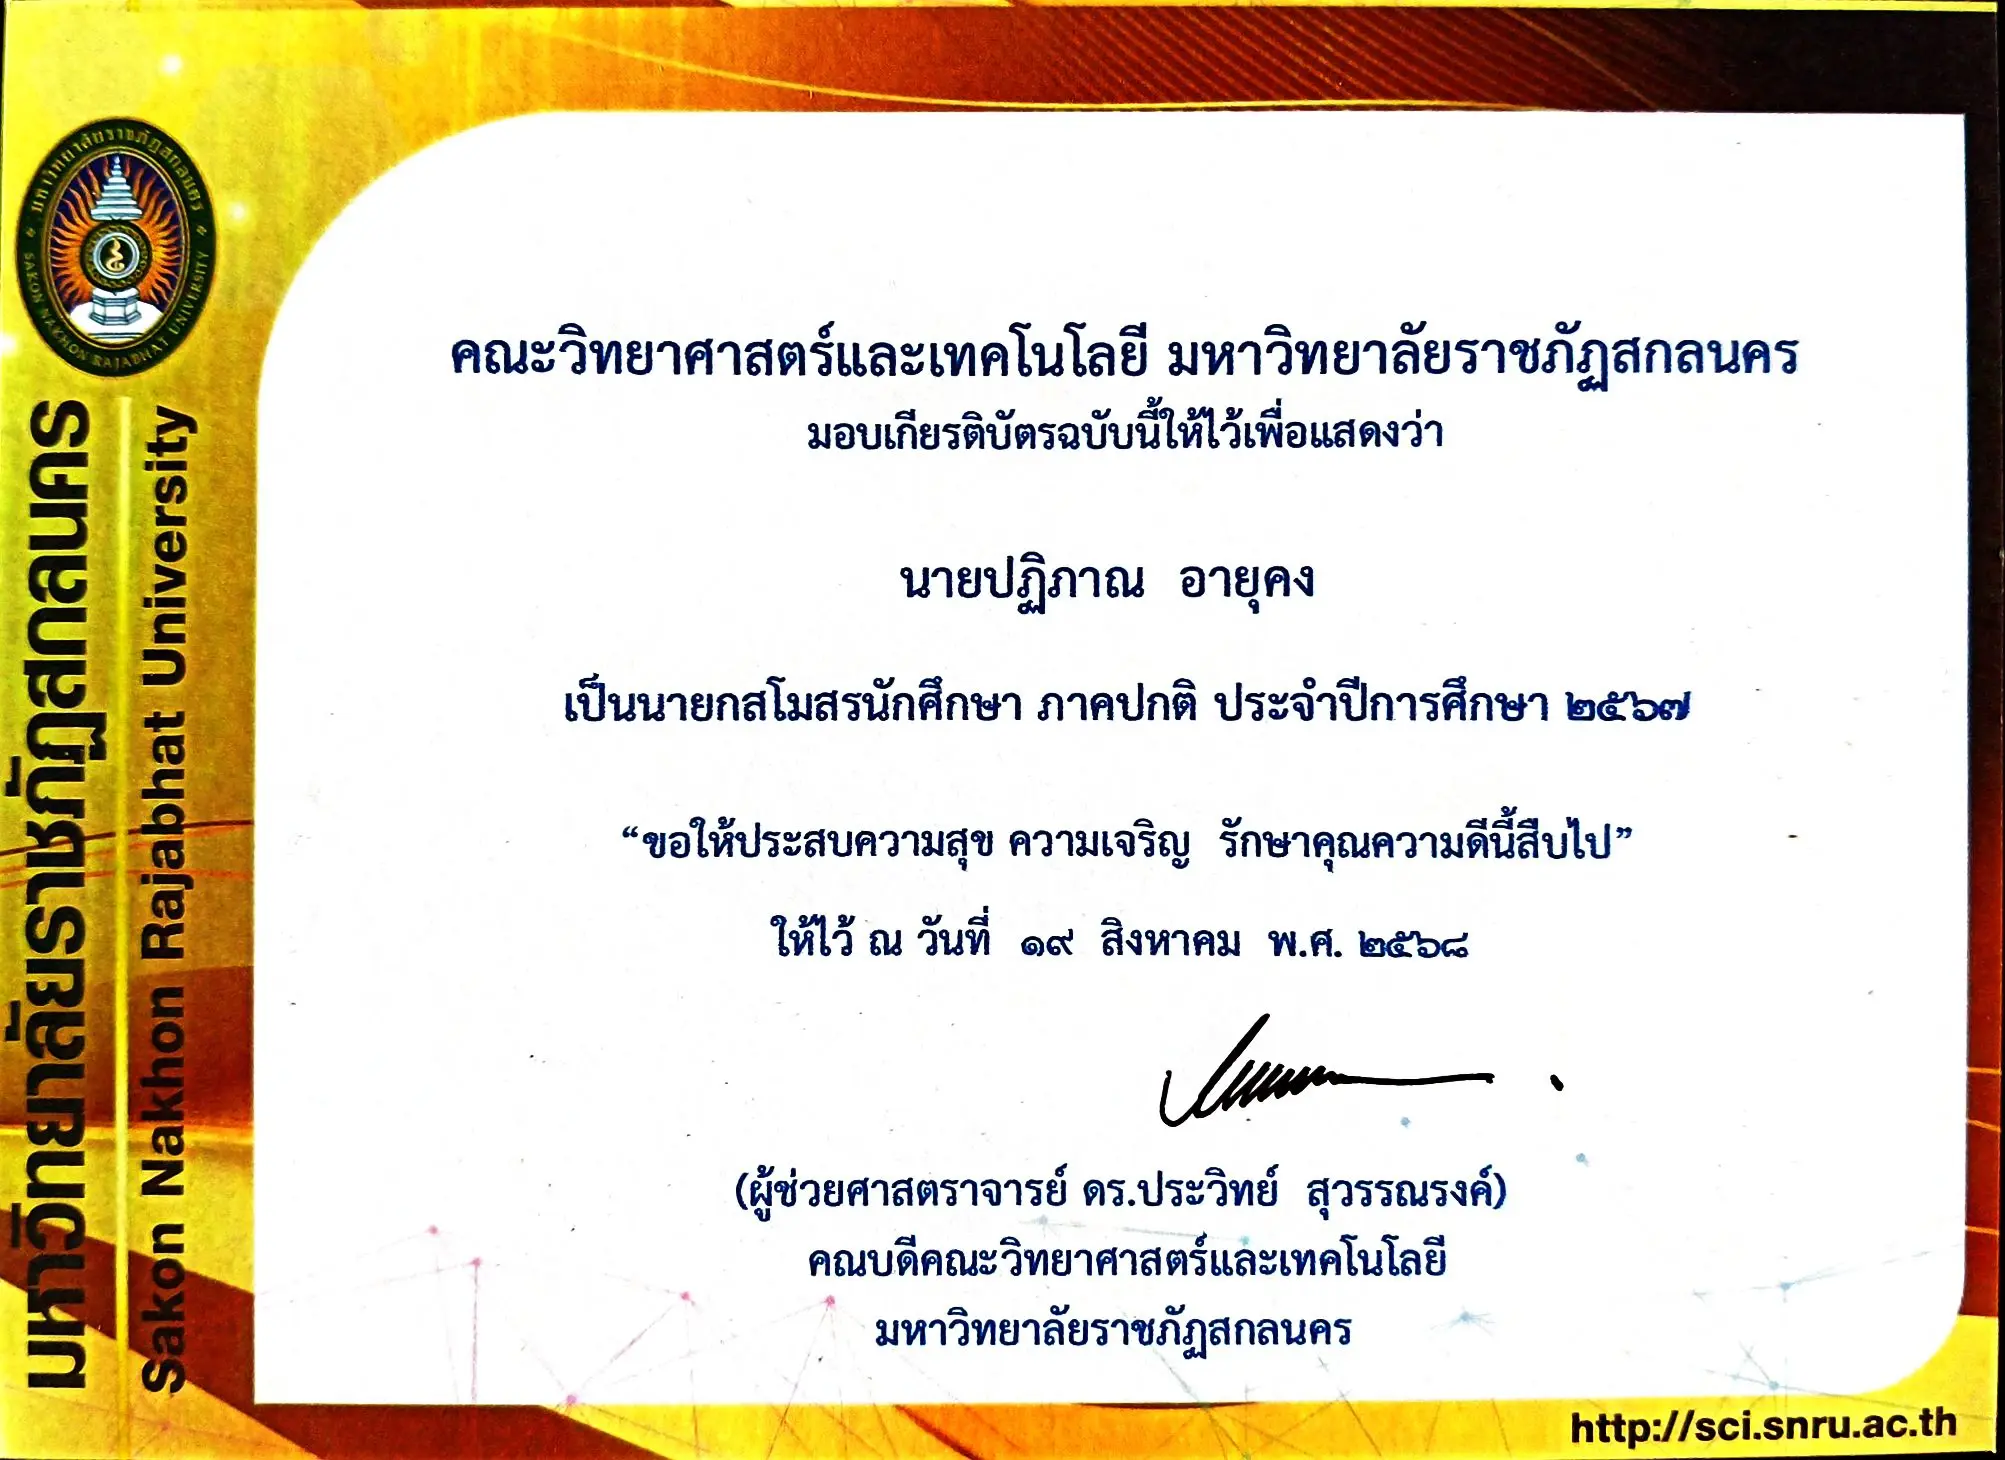 มหาวิทยาลัยราชภัฏสกลนคร
SAKON NAKHON RAJABHAT UNIVERSITY
มหาวิทยาลัยราชภัฏสกลนคร
Sakon Nakhon Rajabhat University
คณะวิทยาศาสตร์และเทคโนโลยี มหาวิทยาลัยราชภัฏสกลนคร
มอบเกียรติบัตรฉบับนี้ให้ไว้เพื่อแสดงว่า
นายปฏิภาณ อายุคง
เป็นนายกสโมสรนักศึกษา ภาคปกติ ประจำปีการศึกษา ๒๕๖๗
“ขอให้ประสบความสุข ความเจริญ รักษาคุณความดีนี้สืบไป”
ให้ไว้ ณ วันที่ ๑๙ สิงหาคม พ.ศ. ๒๕๖๘
(ผู้ช่วยศาสตราจารย์ ดร.ประวิทย์ สุวรรณรงค์)
คณบดีคณะวิทยาศาสตร์และเทคโนโลยี
มหาวิทยาลัยราชภัฏสกลนคร
http://sci.snru.ac.th